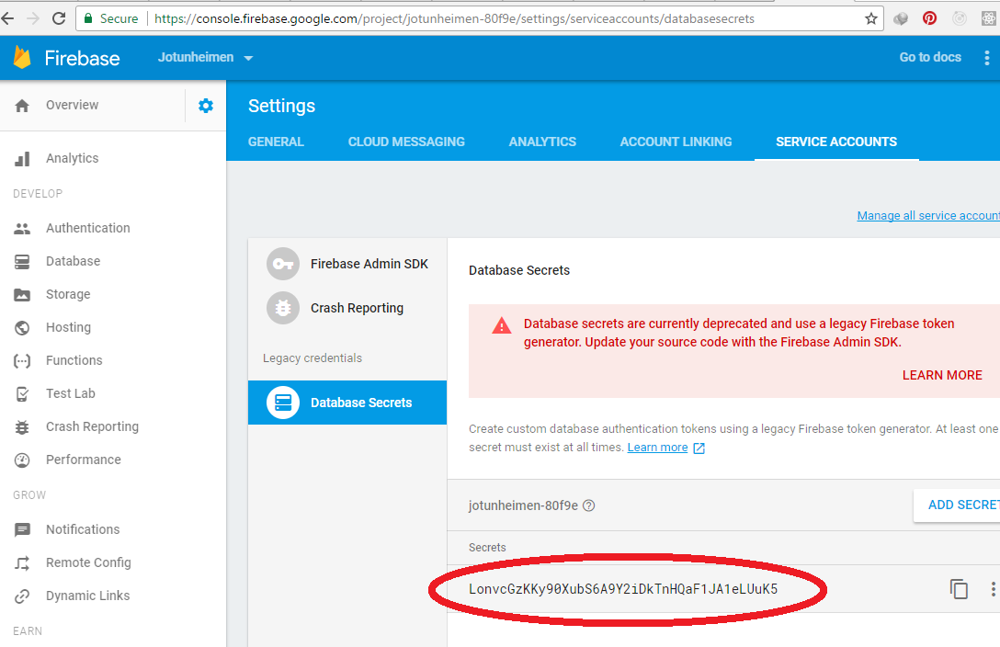 Secure
https://console.firebase.google.com/project/jotunheimen-80f9e/settings/serviceaccounts/databasesecrets
Firebase
Jotunheimen
Go to docs
Overview
Settings
GENERAL
CLOUD MESSAGING
ANALYTICS
ACCOUNT LINKING
SERVICE ACCOUNTS
Analytics
DEVELOP
Authentication
Database
Storage
Hosting
Functions
Test Lab
Crash Reporting
Performance
GROW
Notifications
Remote Config
Dynamic Links
EARN
Manage all service account
Firebase Admin SDK
Crash Reporting
Legacy credentials
Database Secrets
Database Secrets
Database secrets are currently deprecated and use a legacy Firebase token
generator. Update your source code with the Firebase Admin SDK.
LEARN MORE
Create custom database authentication tokens using a legacy Firebase token generator. At least one
secret must exist at all times. Learn more
jotunheimen-80f9e
ADD SECRET
Secrets
LonvcGzKKy90XubS6A9Y2iDkTnHQaF1JA1eLUuK5